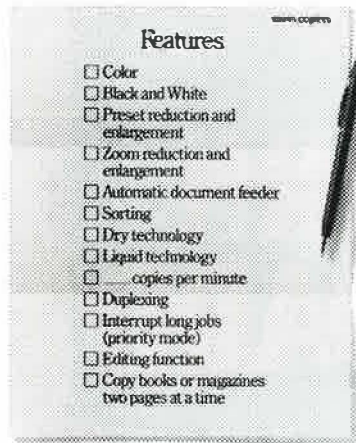 copies
Features
☐ Color
☐ Black and White
☐ Preset reduction and
enlargement
☐ Zoom reduction and
enlargement
☐ Automatic document feeder
☐ Sorting
☐ Dry technology
☐ Liquid technology
☐ ___ copies per minute
☐ Duplexing
☐ Interrupt long jobs
(priority mode)
☐ Editing function
☐ Copy books or magazines
two pages at a time